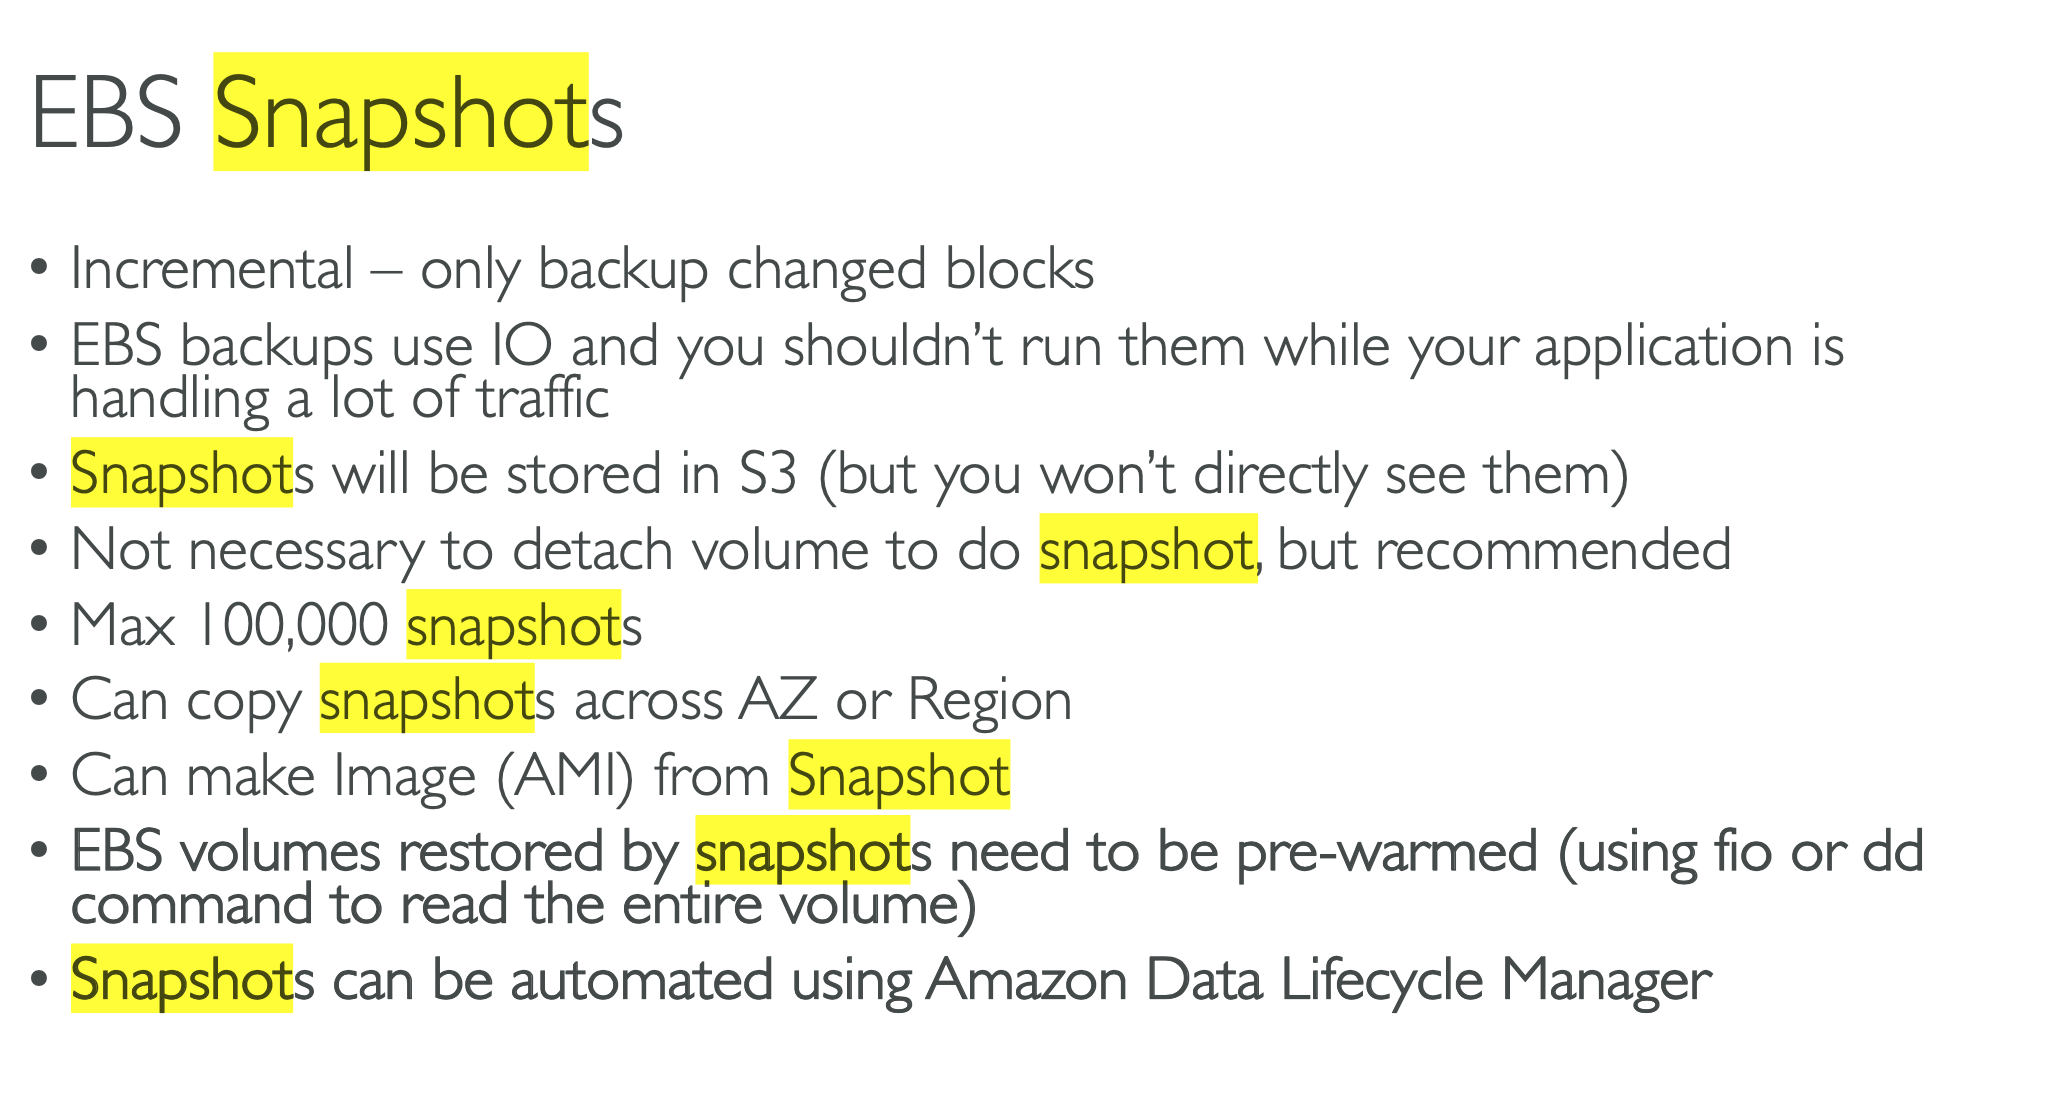 EBS Snapshots
• Incremental – only backup changed blocks
• EBS backups use IO and you shouldn’t run them while your application is
handling a lot of traffic
• Snapshots will be stored in S3 (but you won’t directly see them)
• Not necessary to detach volume to do snapshot, but recommended
• Max 100,000 snapshots
• Can copy snapshots across AZ or Region
• Can make Image (AMI) from Snapshot
• EBS volumes restored by snapshots need to be pre-warmed (using fio or dd
command to read the entire volume)
• Snapshots can be automated using Amazon Data Lifecycle Manager